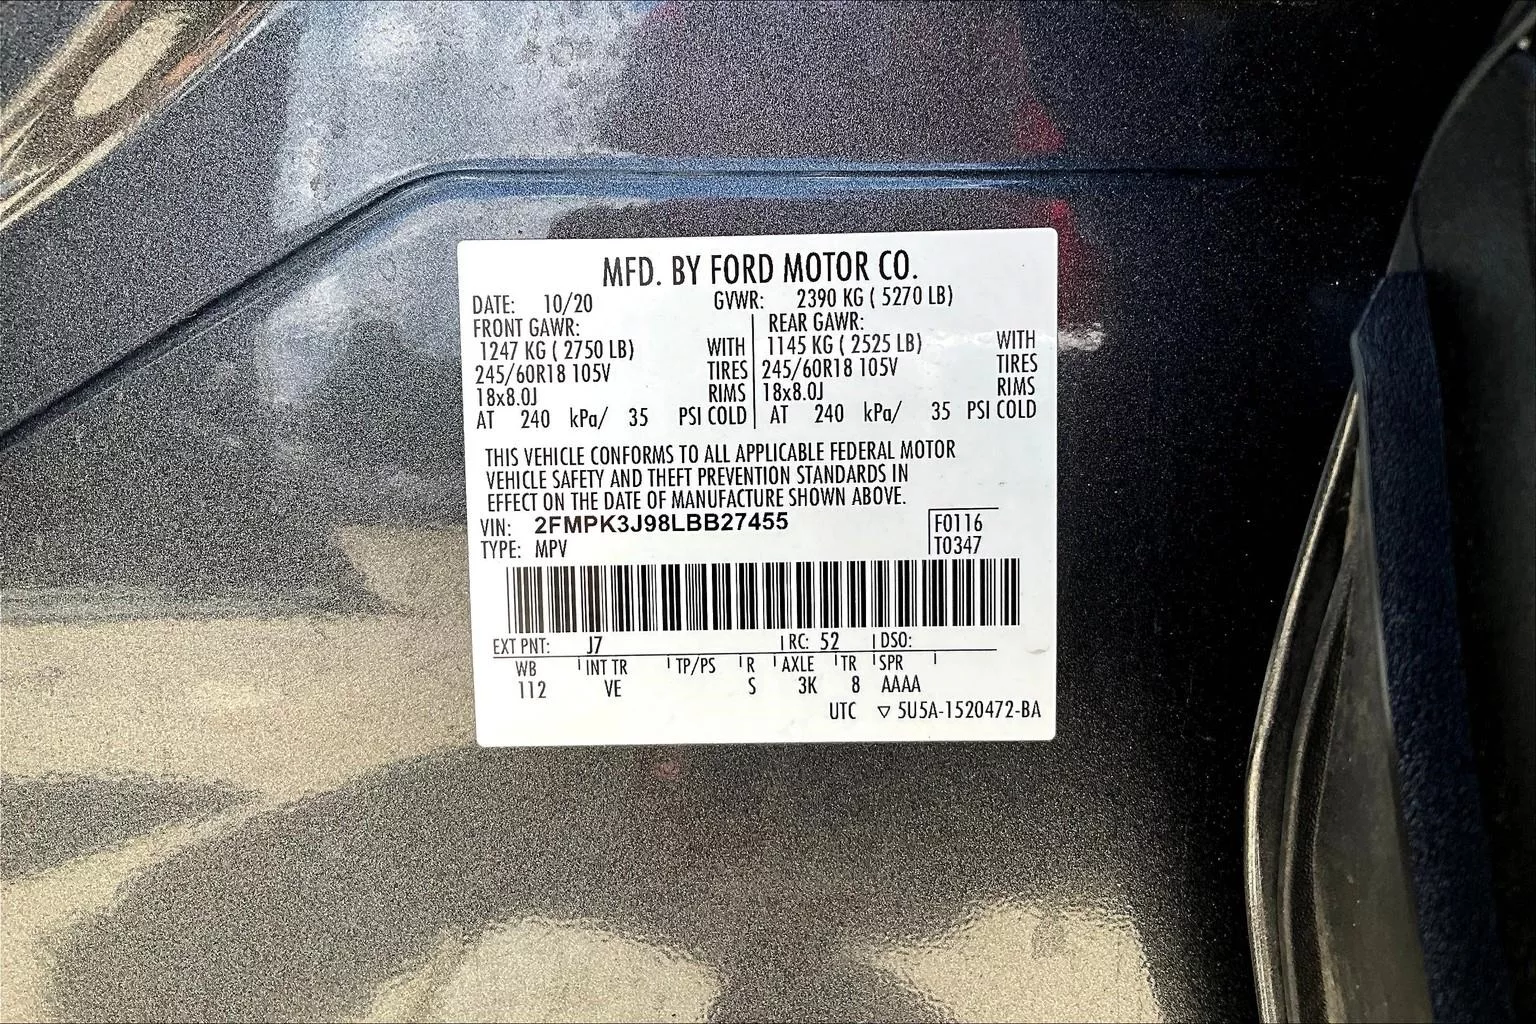 MFD. BY FORD MOTOR CO.
DATE: 10/20 GVWR: 2390 KG ( 5270 LB)
FRONT GAWR: REAR GAWR:
1247 KG ( 2750 LB) WITH 1145 KG ( 2525 LB) WITH
245/60R18 105V TIRES 245/60R18 105V TIRES
18x8.0J RIMS 18x8.0J RIMS
AT 240 kPa/ 35 PSI COLD AT 240 kPa/ 35 PSI COLD
THIS VEHICLE CONFORMS TO ALL APPLICABLE FEDERAL MOTOR
VEHICLE SAFETY AND THEFT PREVENTION STANDARDS IN
EFFECT ON THE DATE OF MANUFACTURE SHOWN ABOVE.
VIN: 2FMPK3J98LBB27455 F0116
TYPE: MPV T0347
EXT PNT: J7 RC: 52 DSO:
WB INT TR TP/PS R AXLE TR SPR
112 VE S 3K 8 AAAA
UTC ▽ 5U5A-1520472-BA